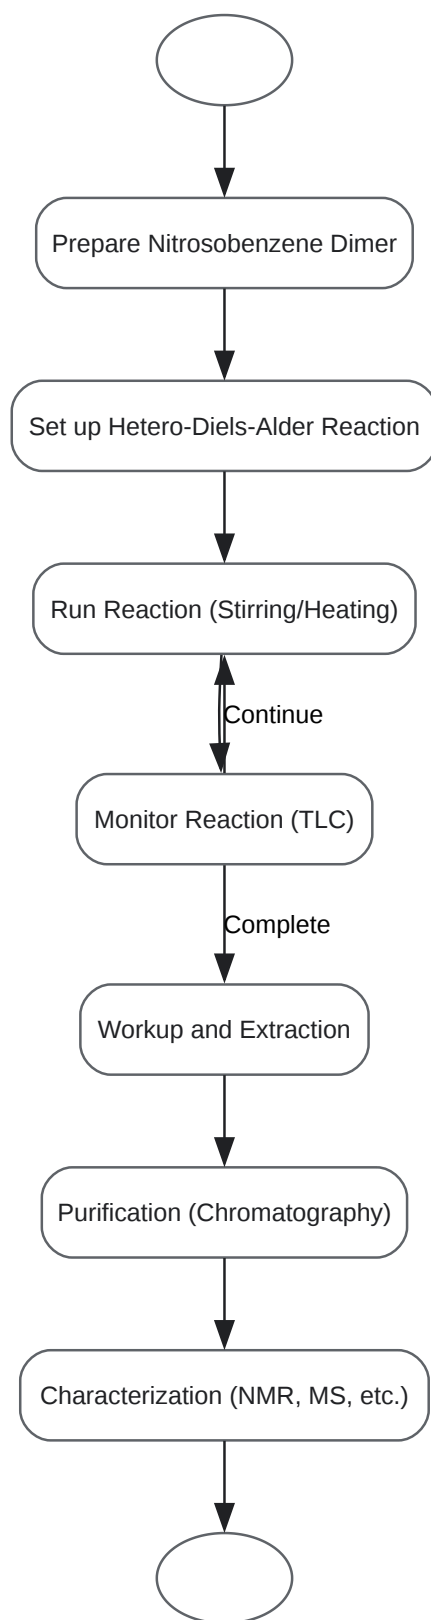 Prepare Nitrosobenzene Dimer
Set up Hetero-Diels-Alder Reaction
Run Reaction (Stirring/Heating)
Continue
Monitor Reaction (TLC)
Complete
Workup and Extraction
Purification (Chromatography)
Characterization (NMR, MS, etc.)